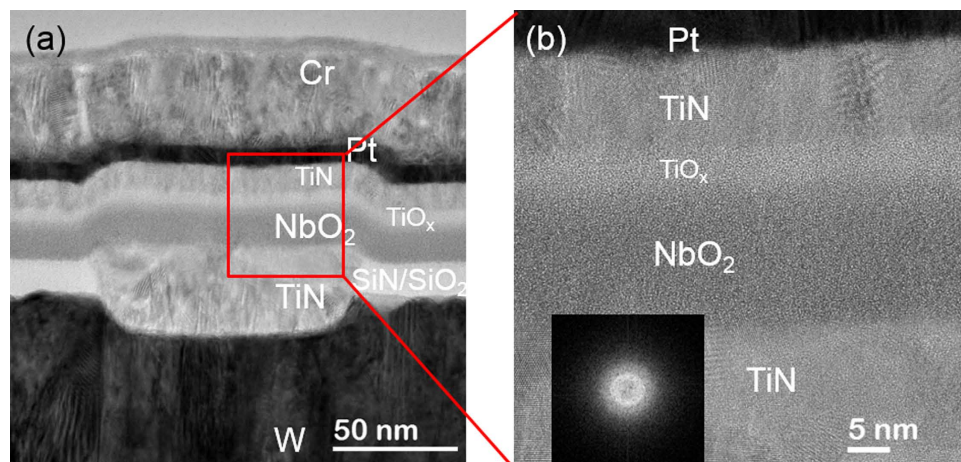 (a)
Cr
Pt
TiN
TiOₓ
NbO₂
SiN/SiO₂
TiN
W
50 nm
(b)
Pt
TiN
TiOₓ
NbO₂
TiN
5 nm